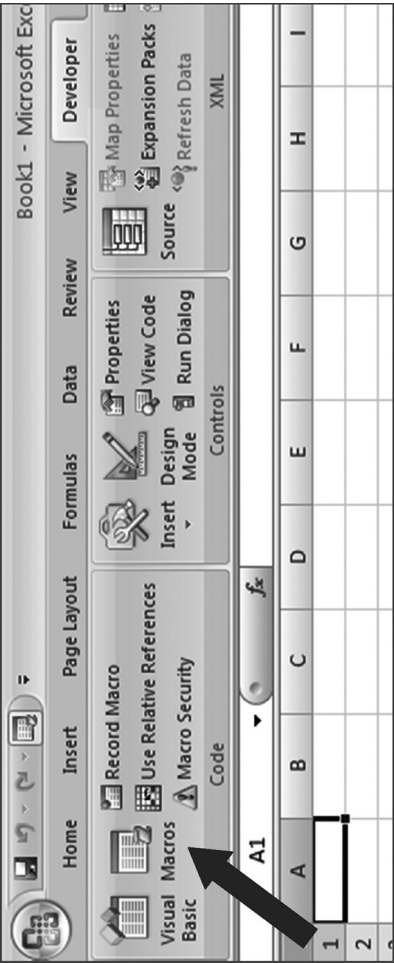 Book1 - Microsoft Exc
Home Insert Page Layout Formulas Data Review View Developer
Visual Basic
Macros
Record Macro
Use Relative References
Macro Security
Code
Insert
Design Mode
Properties
View Code
Run Dialog
Controls
Source
Map Properties
Expansion Packs
Refresh Data
XML
A1 fx
A B C D E F G H I
1
2